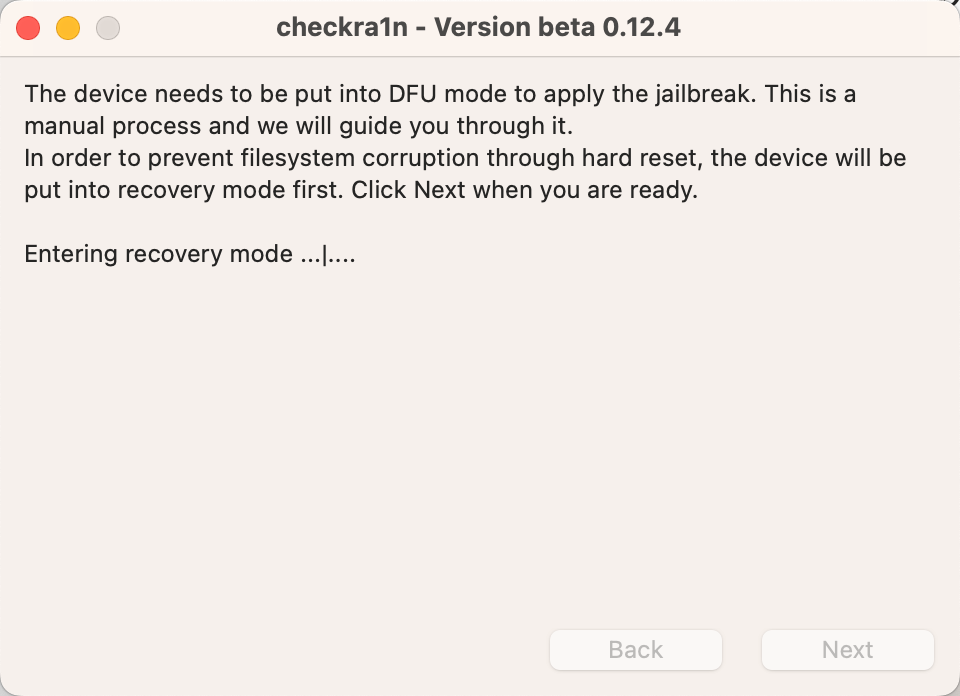 checkra1n - Version beta 0.12.4
The device needs to be put into DFU mode to apply the jailbreak. This is a
manual process and we will guide you through it.
In order to prevent filesystem corruption through hard reset, the device will be
put into recovery mode first. Click Next when you are ready.
Entering recovery mode ...|....
Back
Next